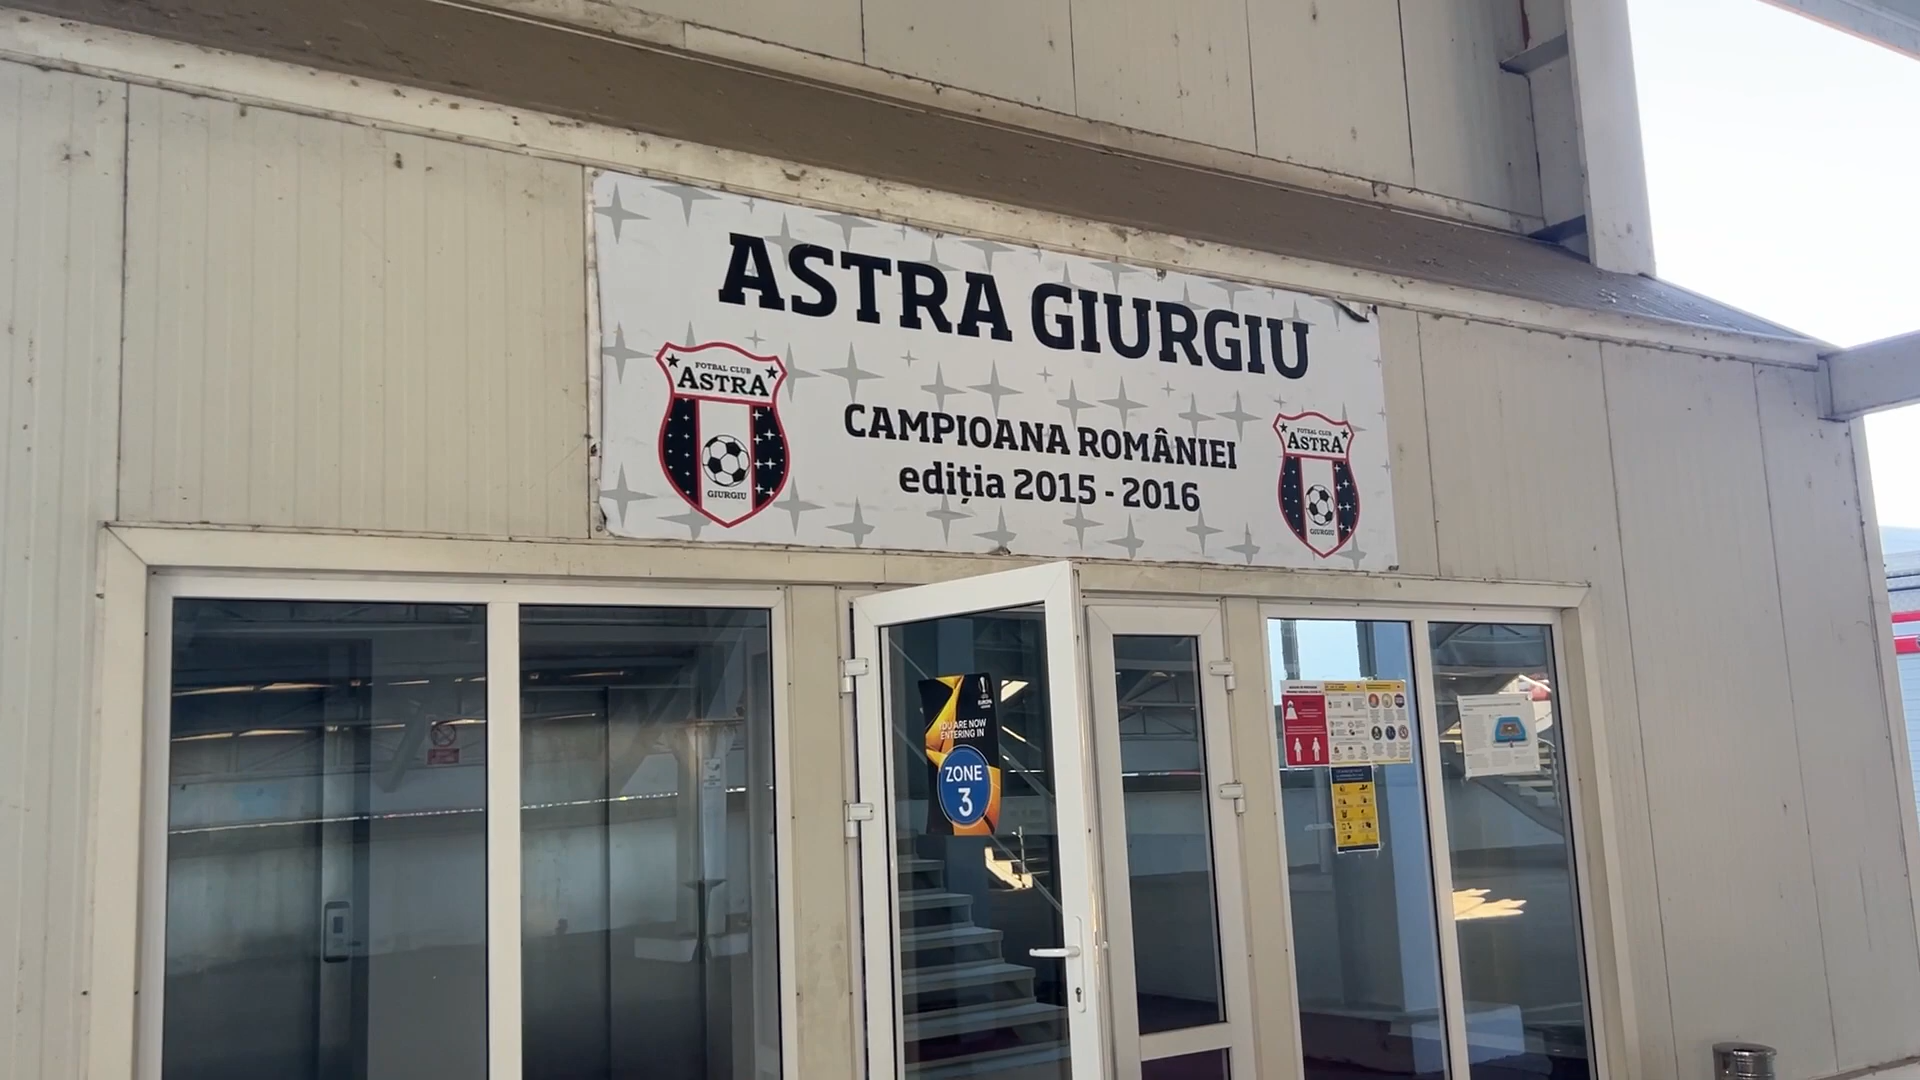 ASTRA GIURGIU
FOTBAL CLUB
ASTRA
GIURGIU
CAMPIOANA ROMÂNIEI
ediția 2015 - 2016
FOTBAL CLUB
ASTRA
GIURGIU
YOU ARE NOW
ENTERING IN
ZONE
3